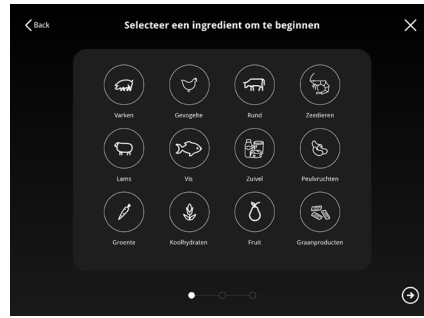 Back
Selecteer een ingredient om te beginnen
Varken
Gevogelte
Rund
Zeedieren
Lams
Vis
Zuivel
Peulvruchten
Groente
Koolhydraten
Fruit
Graanproducten